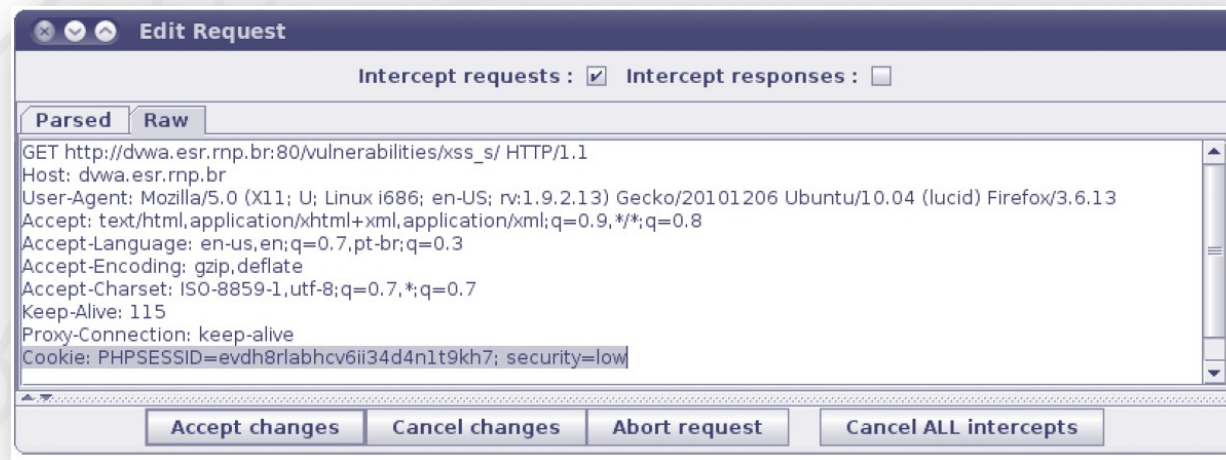 Edit Request
Intercept requests : Intercept responses :
Parsed Raw
GET http://dvwa.esr.rnp.br:80/vulnerabilities/xss_s/ HTTP/1.1
Host: dvwa.esr.rnp.br
User-Agent: Mozilla/5.0 (X11; U; Linux i686; en-US; rv:1.9.2.13) Gecko/20101206 Ubuntu/10.04 (lucid) Firefox/3.6.13
Accept: text/html,application/xhtml+xml,application/xml;q=0.9,*/*;q=0.8
Accept-Language: en-us,en;q=0.7,pt-br;q=0.3
Accept-Encoding: gzip,deflate
Accept-Charset: ISO-8859-1,utf-8;q=0.7,*;q=0.7
Keep-Alive: 115
Proxy-Connection: keep-alive
Cookie: PHPSESSID=evdh8rlabhcv6ii34d4n1t9kh7; security=low
Accept changes Cancel changes Abort request Cancel ALL intercepts